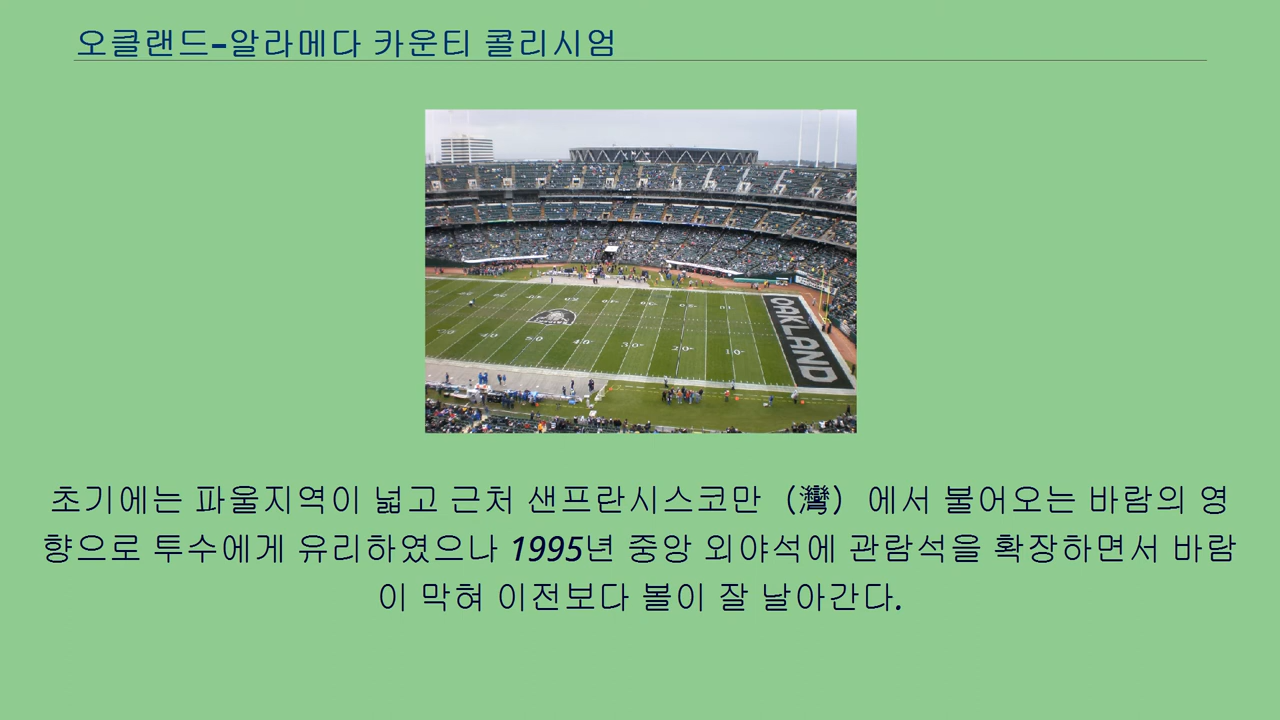 오클랜드-알라메다 카운티 콜리시엄
OAKLAND
초기에는 파울지역이 넓고 근처 샌프란시스코만（灣）에서 불어오는 바람의 영
향으로 투수에게 유리하였으나 1995년 중앙 외야석에 관람석을 확장하면서 바람
이 막혀 이전보다 볼이 잘 날아간다.